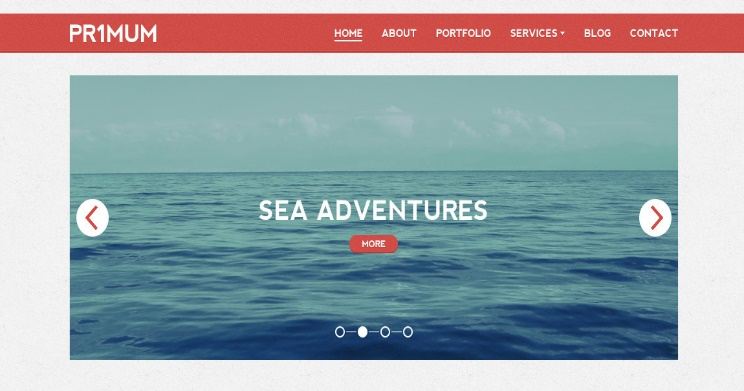 PR1MUM
HOME ABOUT PORTFOLIO SERVICES BLOG CONTACT
SEA ADVENTURES
MORE